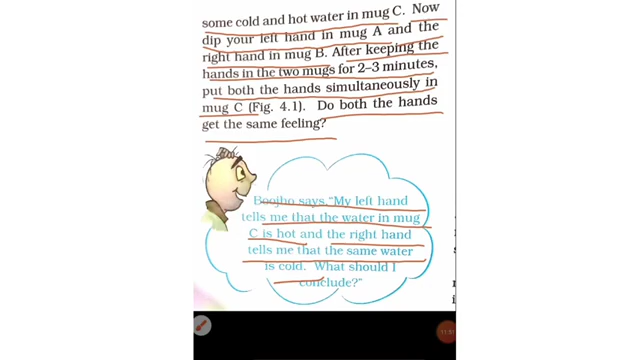 some cold and hot water in mug C. Now
dip your left hand in mug A and the
right hand in mug B. After keeping the
hands in the two mugs for 2–3 minutes,
put both the hands simultaneously in
mug C (Fig. 4.1). Do both the hands
get the same feeling?
Boojho says,"My left hand
tells me that the water in mug
C is hot and the right hand
tells me that the same water
is cold. What should I
conclude?"